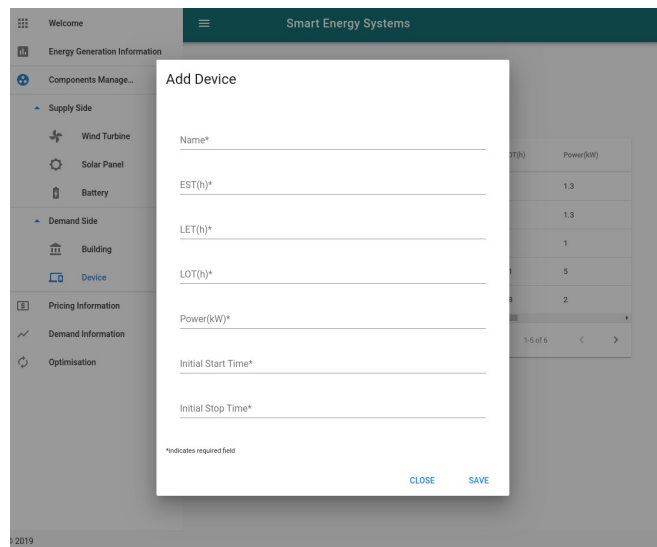 Welcome
Smart Energy Systems
Energy Generation Information
Components Manage...
Supply Side
Wind Turbine
Solar Panel
Battery
Demand Side
Building
Device
Pricing Information
Demand Information
Optimisation
Add Device
Name*
EST(h)*
LET(h)*
LOT(h)*
Power(kW)*
Initial Start Time*
Initial Stop Time*
*indicates required field
CLOSE SAVE
Power(kW)
1.3
1.3
1
5
2
1-5 of 6
2019